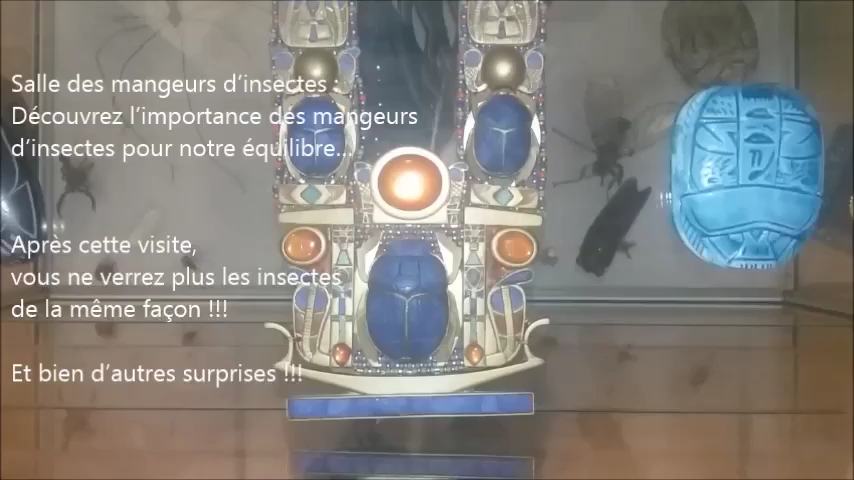 Salle des mangeurs d’insectes :
Découvrez l’importance des mangeurs
d’insectes pour notre équilibre...
Après cette visite,
vous ne verrez plus les insectes
de la même façon !!!
Et bien d’autres surprises !!!